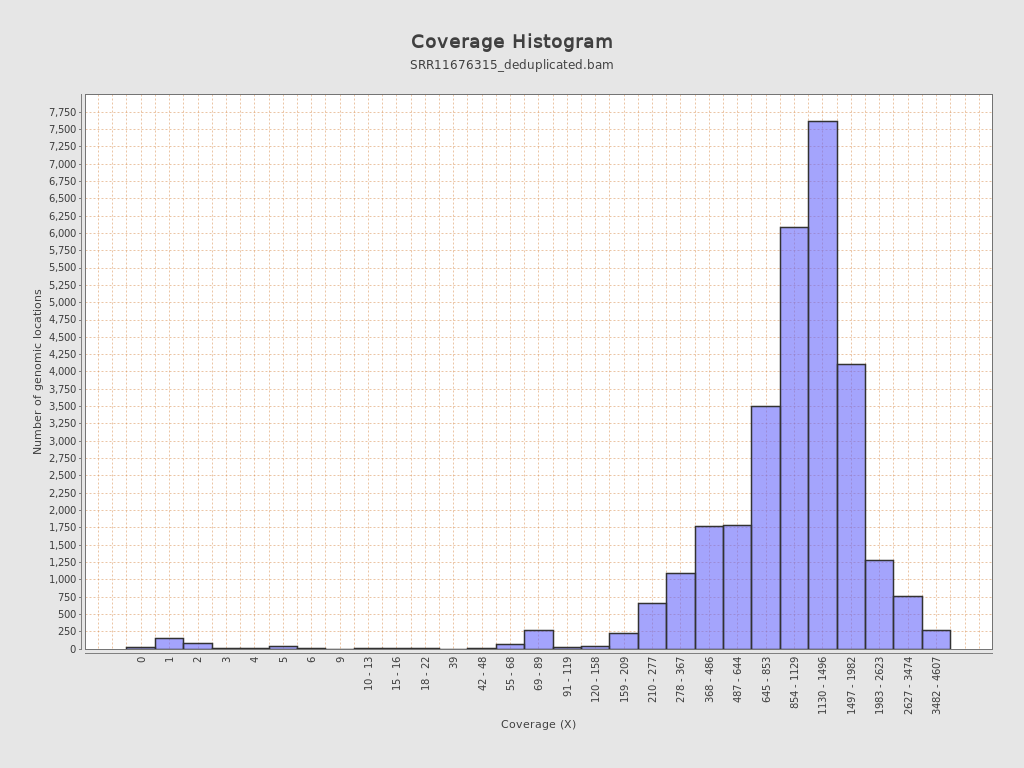 Coverage Histogram
SRR11676315_deduplicated.bam
7,750
7,500
7,250
7,000
6,750
6,500
6,250
6,000
5,750
5,500
5,250
5,000
4,750
4,500
4,250
4,000
3,750
3,500
3,250
3,000
2,750
2,500
2,250
2,000
1,750
1,500
1,250
1,000
750
500
250
0
Number of genomic locations
0
1
2
3
4
5
6
9
10 - 13
15 - 16
18 - 22
39
42 - 48
55 - 68
69 - 89
91 - 119
120 - 158
159 - 209
210 - 277
278 - 367
368 - 486
487 - 644
645 - 853
854 - 1129
1130 - 1496
1497 - 1982
1983 - 2623
2627 - 3474
3482 - 4607
Coverage (X)